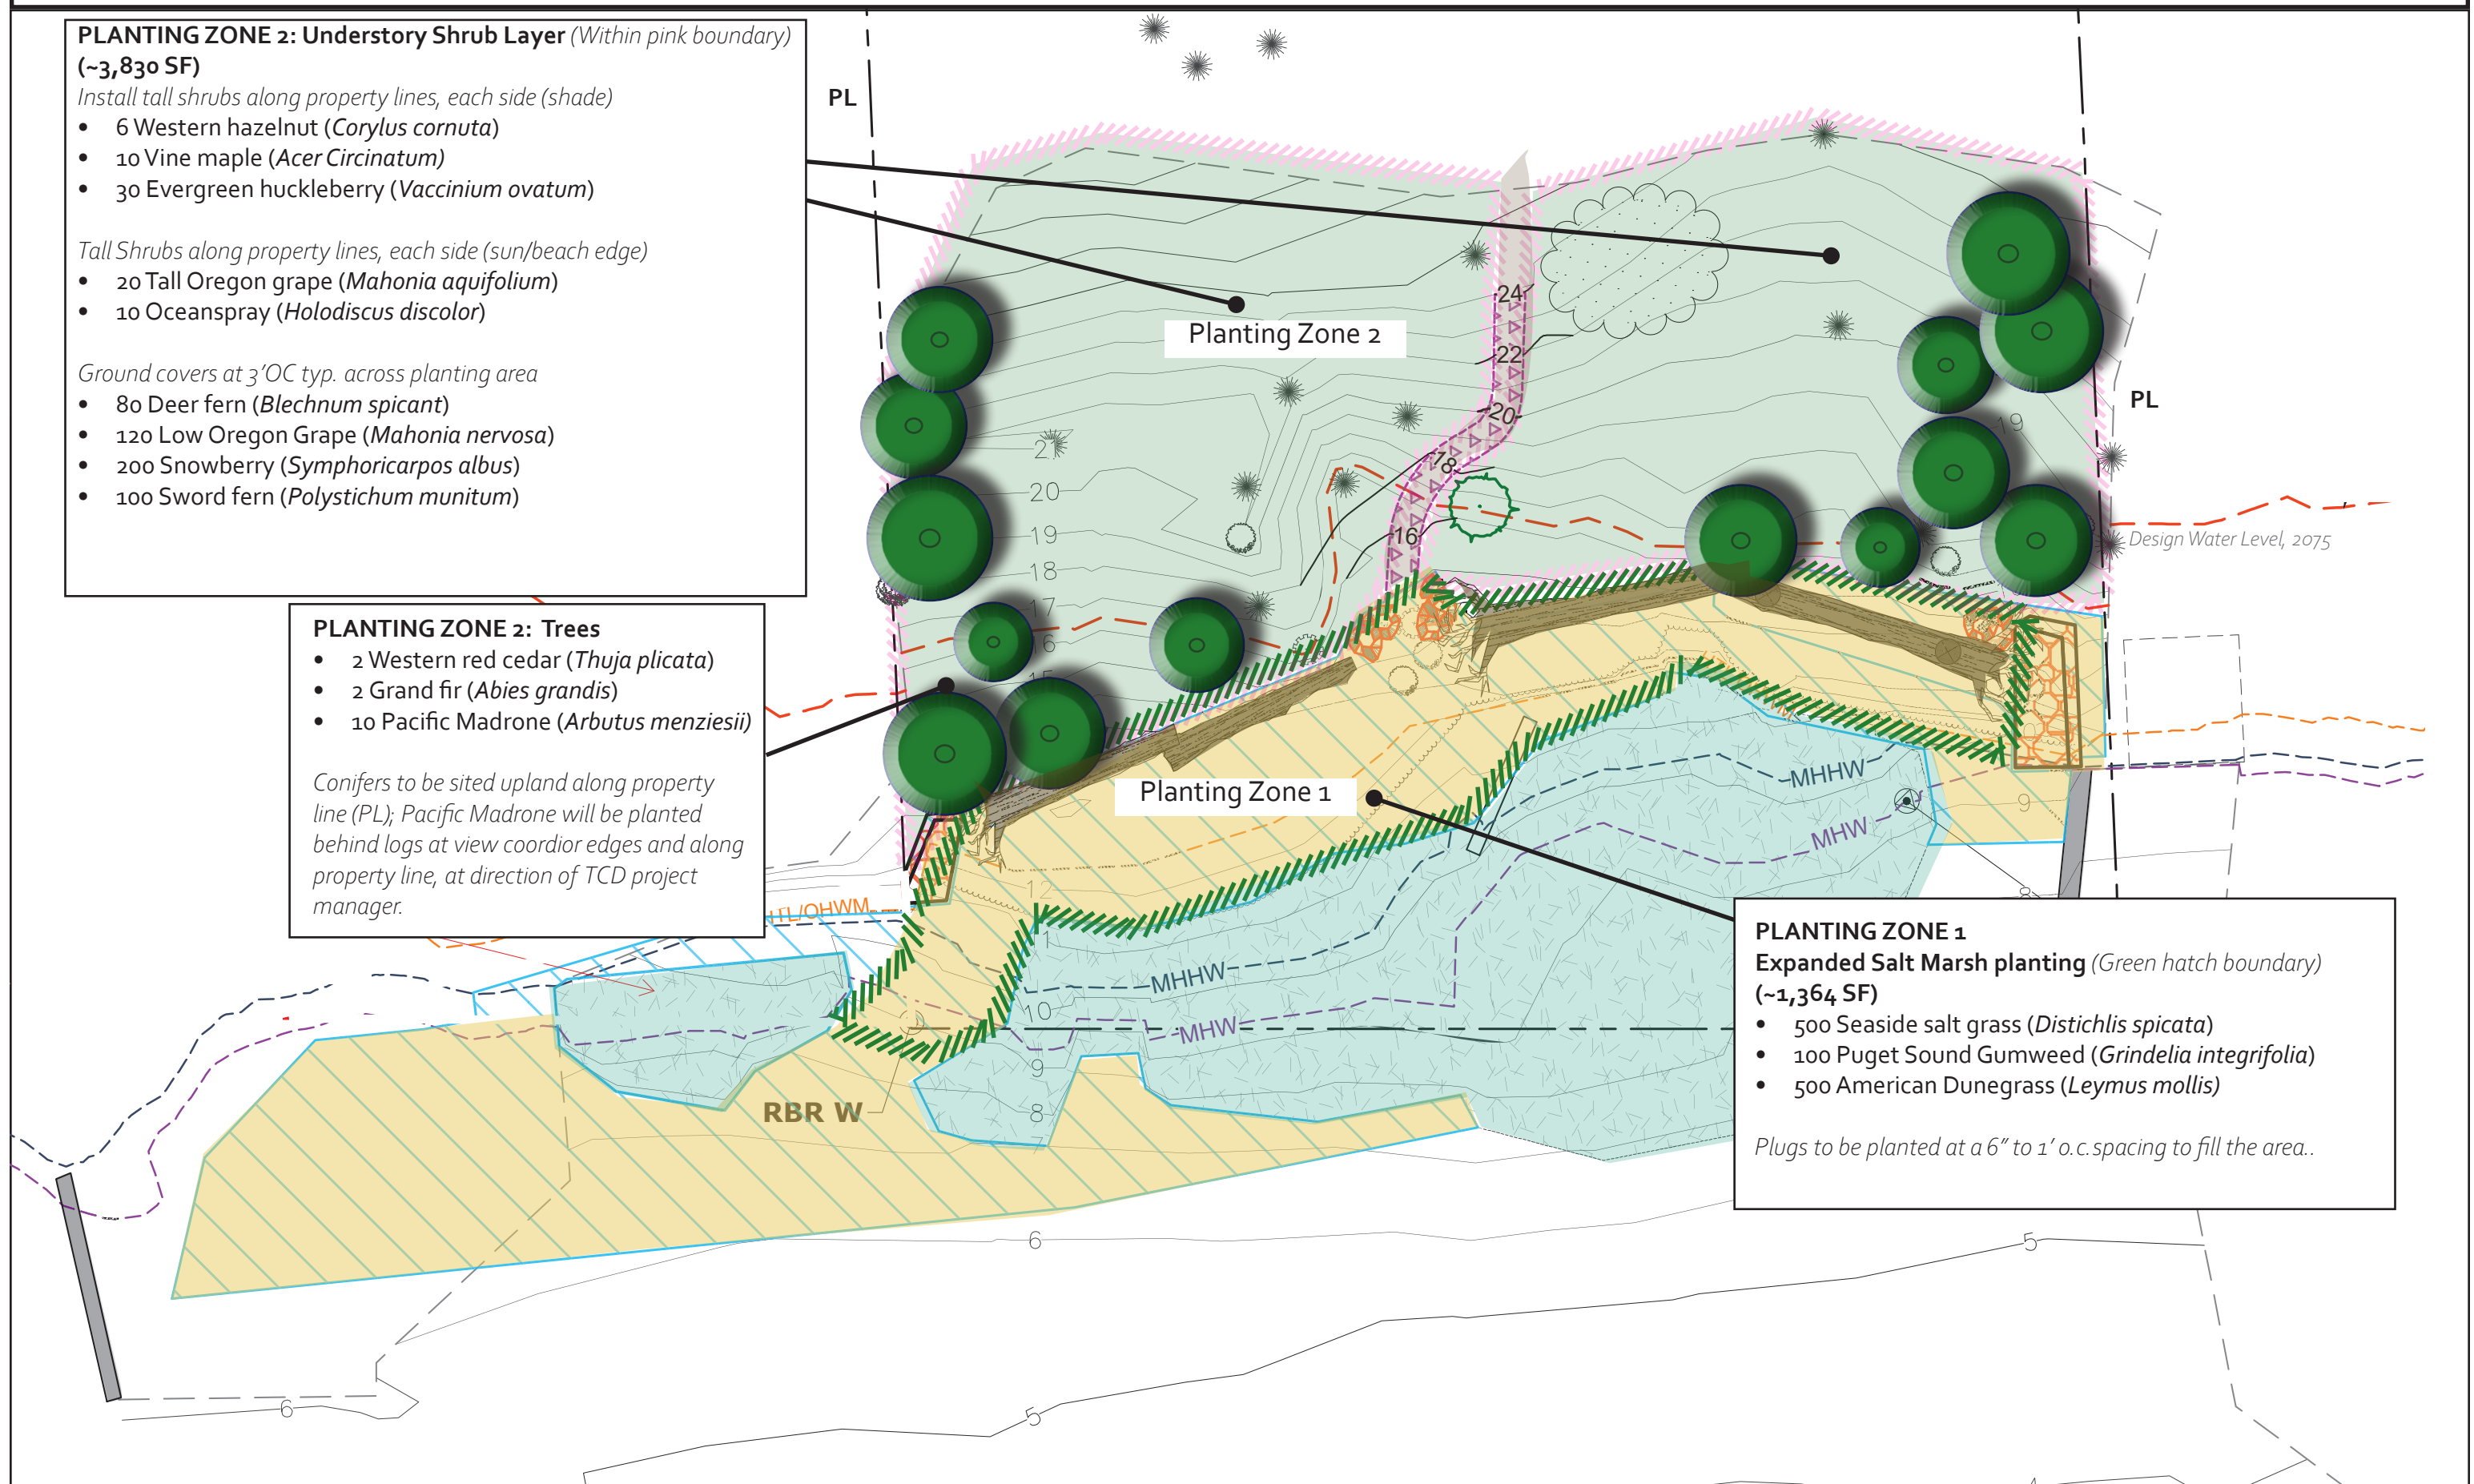 PLANTING ZONE 2: Understory Shrub Layer (Within pink boundary)
(~3,830 SF)
Install tall shrubs along property lines, each side (shade)
• 6 Western hazelnut (Corylus cornuta)
• 10 Vine maple (Acer Circinatum)
• 30 Evergreen huckleberry (Vaccinium ovatum)
Tall Shrubs along property lines, each side (sun/beach edge)
• 20 Tall Oregon grape (Mahonia aquifolium)
• 10 Oceanspray (Holodiscus discolor)
Ground covers at 3'OC typ. across planting area
• 80 Deer fern (Blechnum spicant)
• 120 Low Oregon Grape (Mahonia nervosa)
• 200 Snowberry (Symphoricarpos albus)
• 100 Sword fern (Polystichum munitum)
PLANTING ZONE 2: Trees
• 2 Western red cedar (Thuja plicata)
• 2 Grand fir (Abies grandis)
• 10 Pacific Madrone (Arbutus menziesii)
Conifers to be sited upland along property
line (PL); Pacific Madrone will be planted
behind logs at view coordior edges and along
property line, at direction of TCD project
manager.
PL
PL
Planting Zone 2
24
22
20
18
16
21
20
19
18
17
16
15
19
Design Water Level, 2075
Planting Zone 1
12
MHHW
MHW
9
8
TL/OHWM
MHHW
MHW
10
9
8
7
RBR W
6
5
6
5
PLANTING ZONE 1
Expanded Salt Marsh planting (Green hatch boundary)
(~1,364 SF)
• 500 Seaside salt grass (Distichlis spicata)
• 100 Puget Sound Gumweed (Grindelia integrifolia)
• 500 American Dunegrass (Leymus mollis)
Plugs to be planted at a 6" to 1' o.c. spacing to fill the area..